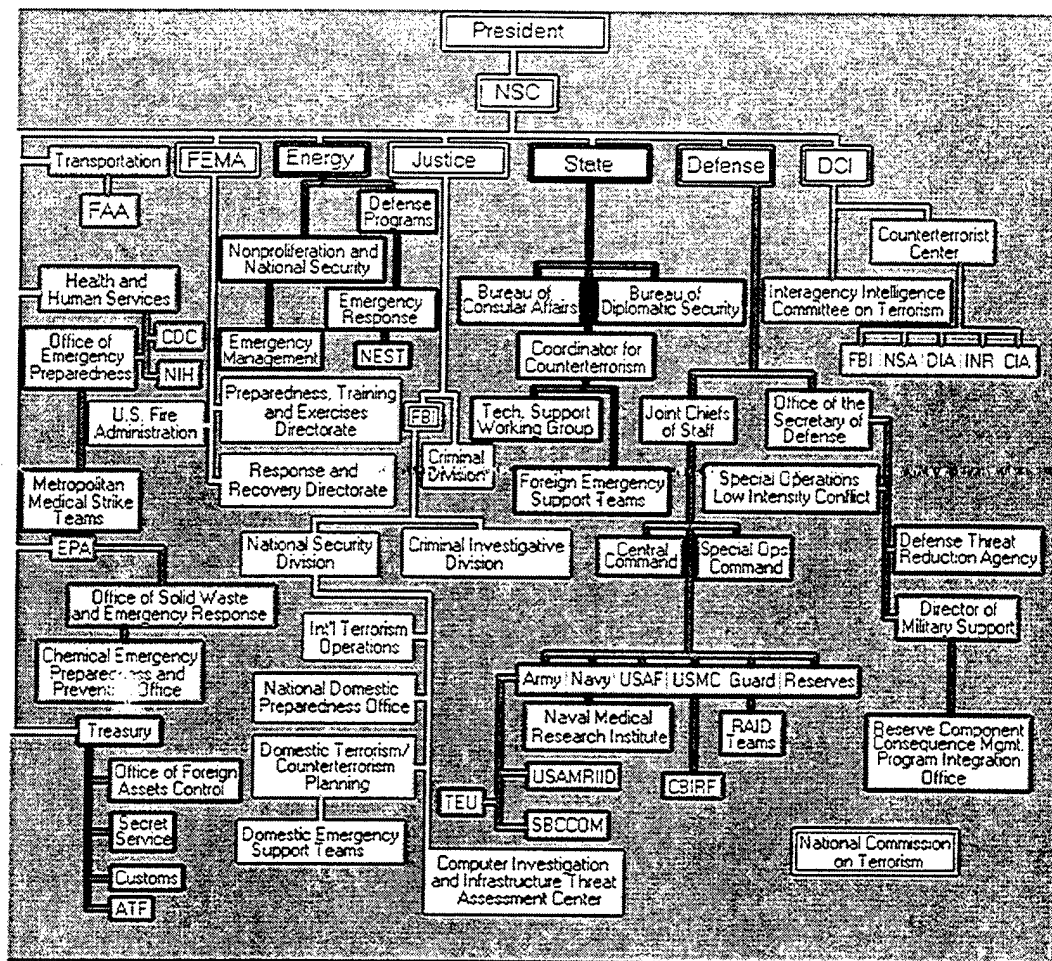 President
NSC
Transportation
FEMA
Energy
Justice
State
Defense
DCI
FAA
Defense
Programs
Counterterrorist
Center
Nonproliferation and
National Security
Health and
Human Services
Emergency
Response
Bureau of
Consular Affairs
Bureau of
Diplomatic Security
Interagency Intelligence
Committee on Terrorism
CDC
Office of
Emergency
Preparedness
NIH
Emergency
Management
NEST
Coordinator for
Counterterrorism
FBI NSA DIA INR CIA
U.S. Fire
Administration
Preparedness, Training
and Exercises
Directorate
FBI
Tech. Support
Working Group
Joint Chiefs
of Staff
Office of the
Secretary of
Defense
Criminal
Division
Response and
Recovery Directorate
Foreign Emergency
Support Teams
Special Operations
Low Intensity Conflict
Metropolitan
Medical Strike
Teams
EPA
National Security
Division
Criminal Investigative
Division
Central
Command
Special Ops
Command
Defense Threat
Reduction Agency
Office of Solid Waste
and Emergency Response
Director of
Military Support
Int'l Terrorism
Operations
Chemical Emergency
Preparedness and
Office
Army Navy USAF USMC Guard Reserves
National Domestic
Preparedness Office
Naval Medical
Research Institute
RAID
Teams
Reserve Component
Consequence Mgmt.
Program Integration
Office
Treasury
Domestic Terrorism/
Counterterrorism
Planning
Office of Foreign
Assets Control
USAMRIID
CBIRF
TEU
Secret
Service
SBCCOM
Domestic Emergency
Support Teams
National Commission
on Terrorism
Customs
Computer Investigation
and Infrastructure Threat
Assessment Center
ATF